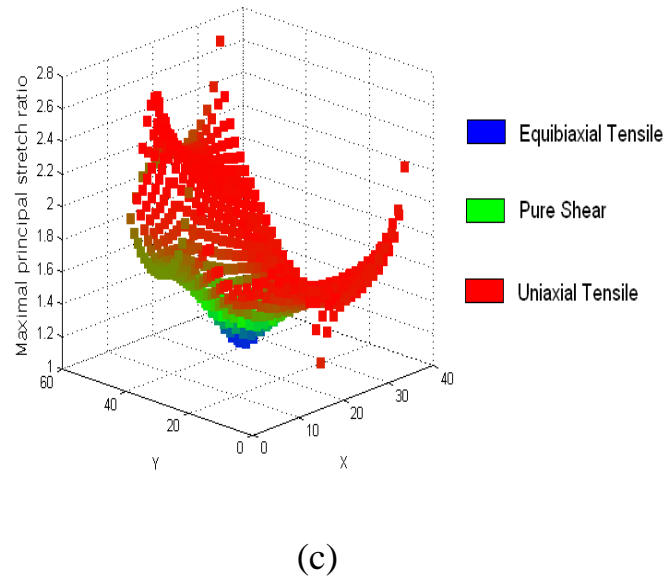 Maximal principal stretch ratio
2.8
2.6
2.4
2.2
2
1.8
1.6
1.4
1.2
1
60
40
20
0
Y
0
10
20
30
40
X
Equibiaxial Tensile
Pure Shear
Uniaxial Tensile
(c)